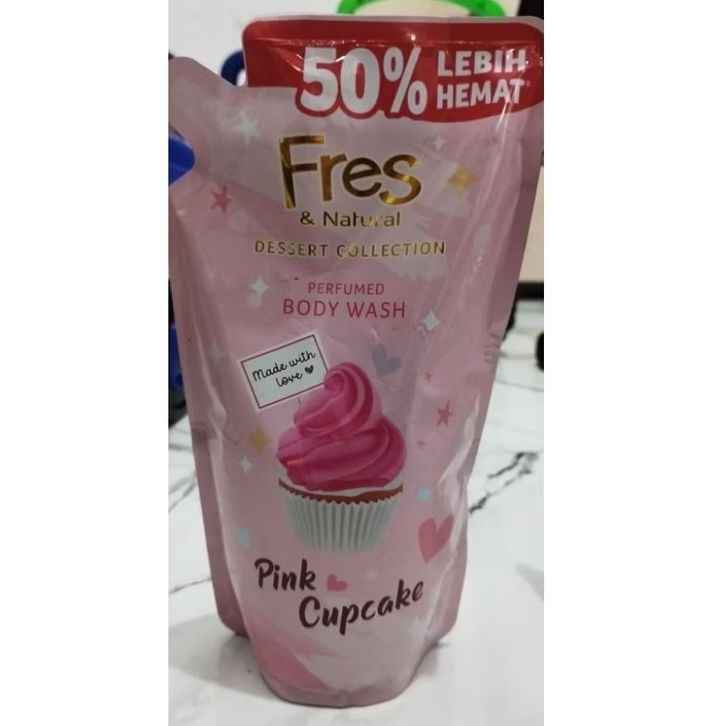 50% LEBIH
HEMAT*
Fres
& Natural
DESSERT COLLECTION
PERFUMED
BODY WASH
Made with
love
Pink
Cupcake